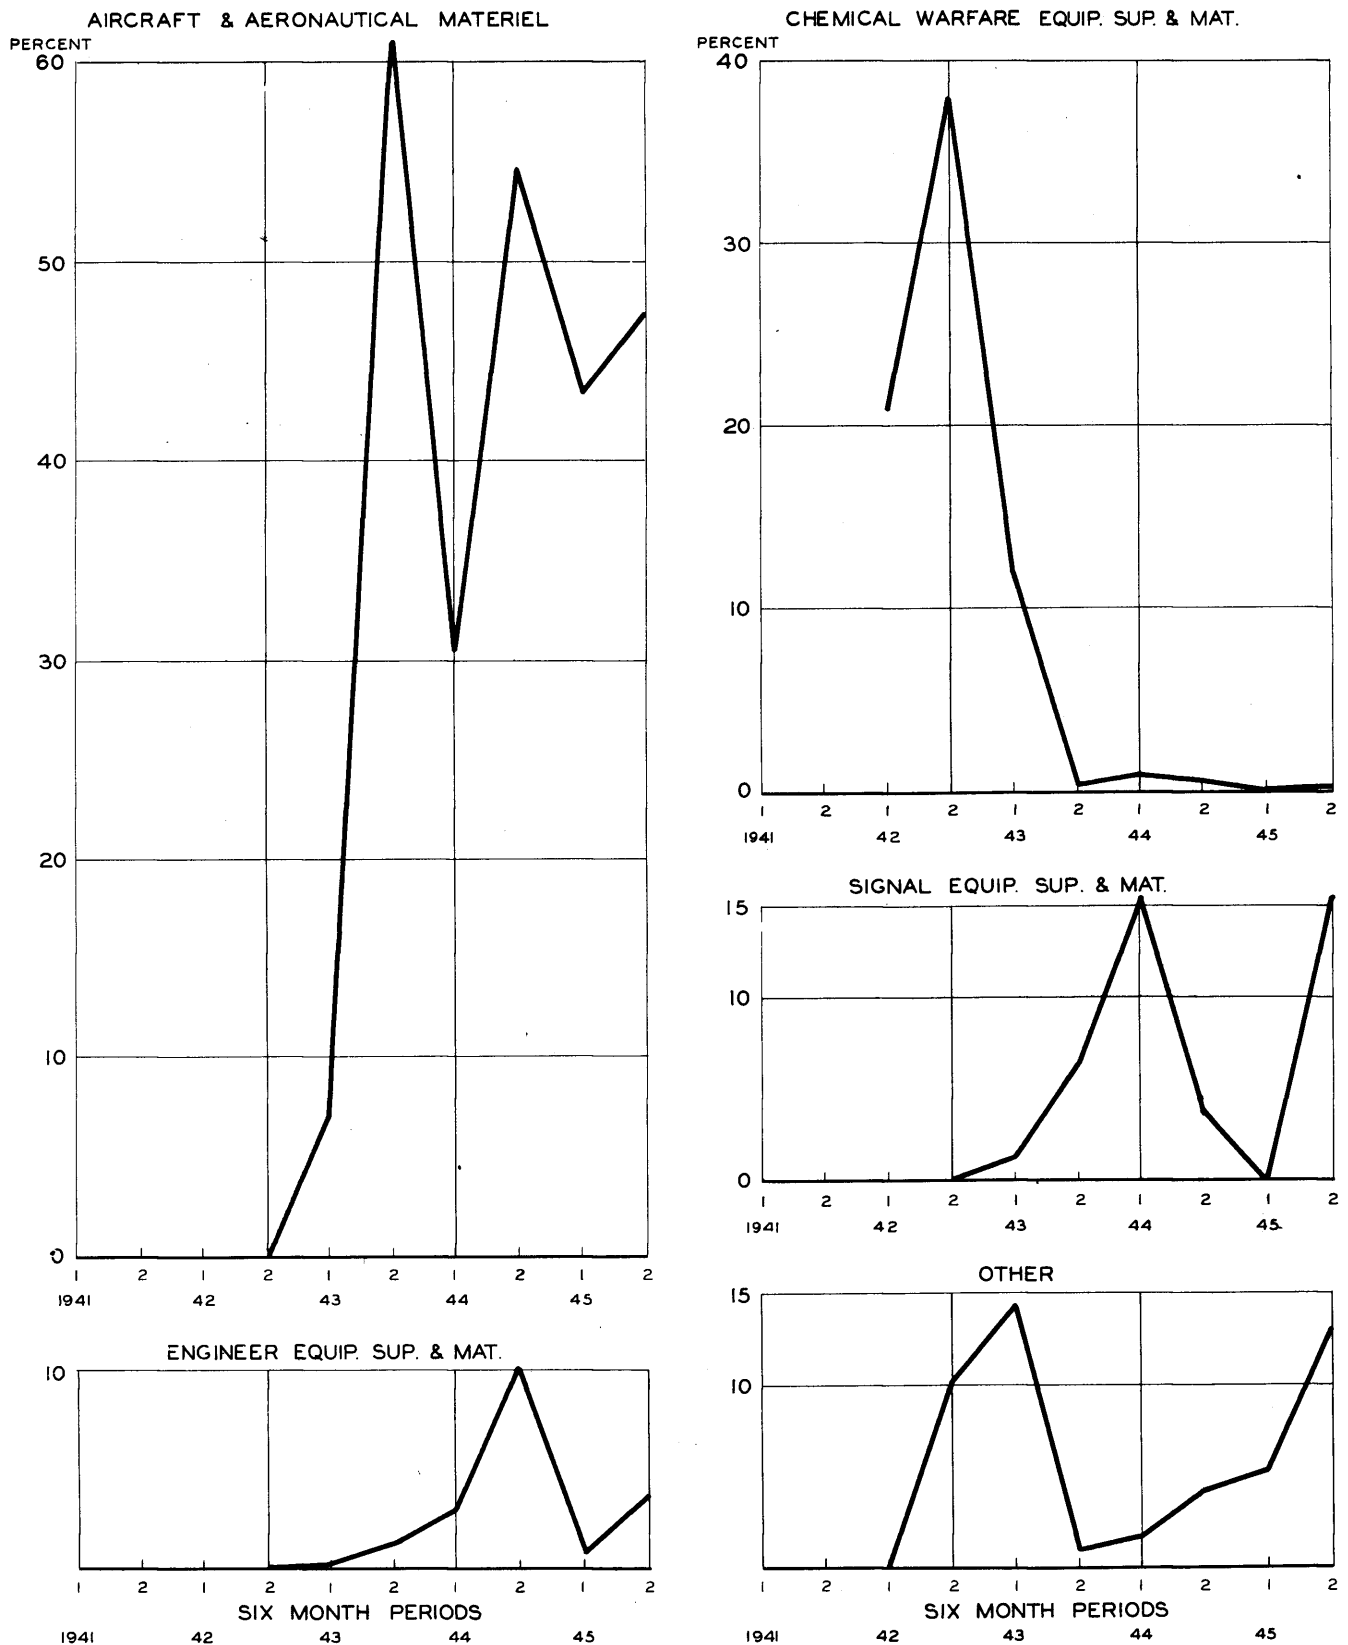 AIRCRAFT & AERONAUTICAL MATERIEL
PERCENT
60
50
40
30
20
10
0
1 2 1 2 1 2 1 2 1 2
1941 42 43 44 45
ENGINEER EQUIP. SUP. & MAT.
10
1 2 1 2 1 2 1 2 1 2
SIX MONTH PERIODS
1941 42 43 44 45
CHEMICAL WARFARE EQUIP. SUP. & MAT.
PERCENT
40
30
20
10
0
1 2 1 2 1 2 1 2 1 2
1941 42 43 44 45
SIGNAL EQUIP. SUP. & MAT.
15
10
0
1 2 1 2 1 2 1 2 1 2
1941 42 43 44 45
OTHER
15
10
1 2 1 2 1 2 1 2 1 2
SIX MONTH PERIODS
1941 42 43 44 45